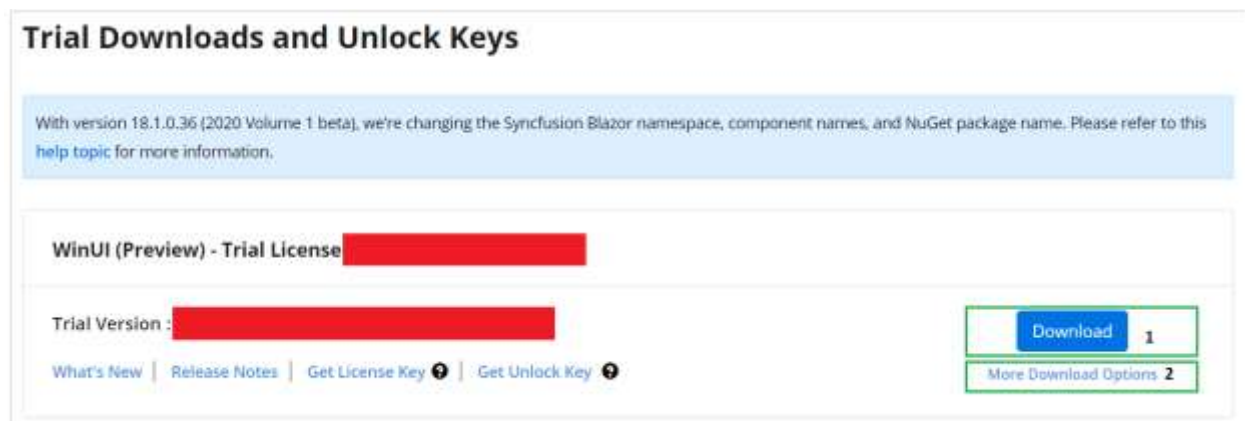 Trial Downloads and Unlock Keys
With version 18.1.0.36 (2020 Volume 1 beta), we're changing the Syncfusion Blazor namespace, component names, and NuGet package name. Please refer to this
help topic for more information.
WinUI (Preview) - Trial License
Trial Version :
Download 1
What's New | Release Notes | Get License Key ? | Get Unlock Key ?
More Download Options 2